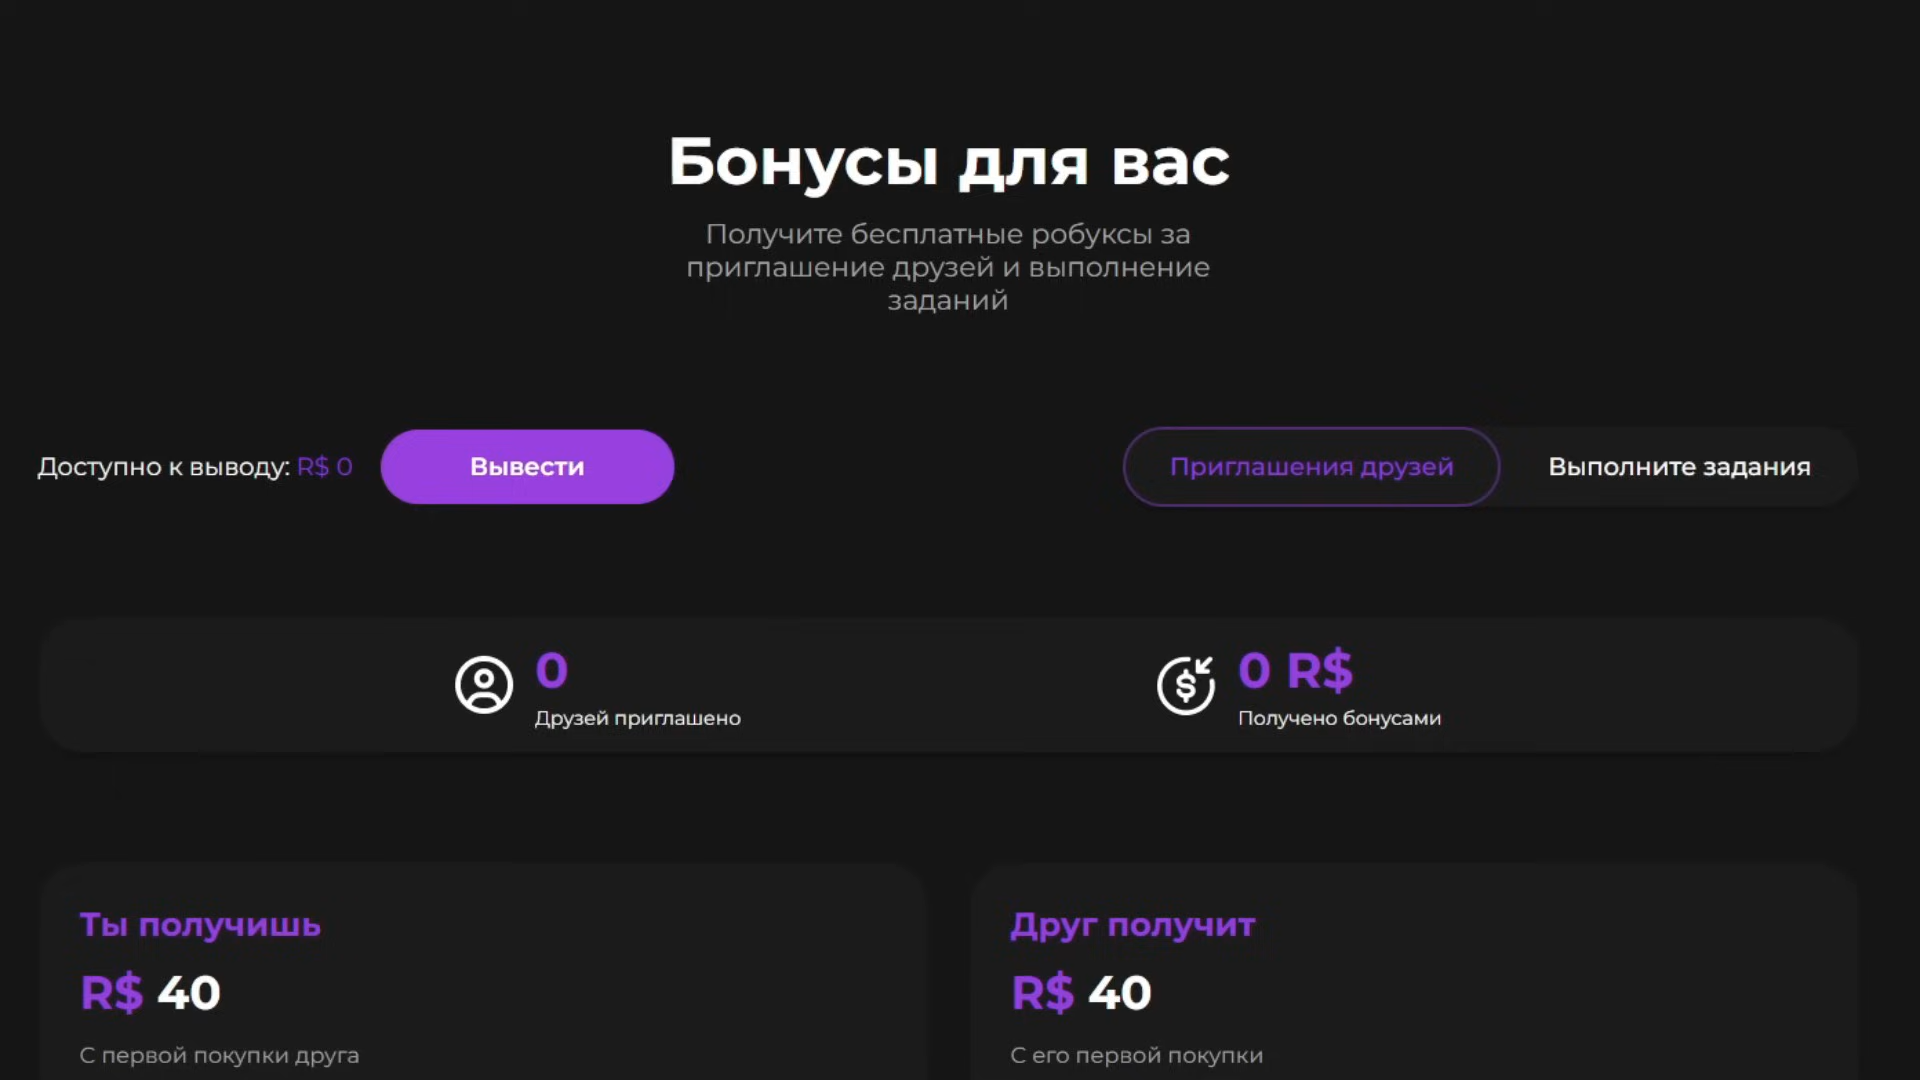 Бонусы для вас
Получите бесплатные робуксы за
приглашение друзей и выполнение
заданий
Доступно к выводу: R$ 0
Вывести
Приглашения друзей
Выполните задания
0
Друзей приглашено
0 R$
Получено бонусами
Ты получишь
R$ 40
С первой покупки друга
Друг получит
R$ 40
С его первой покупки